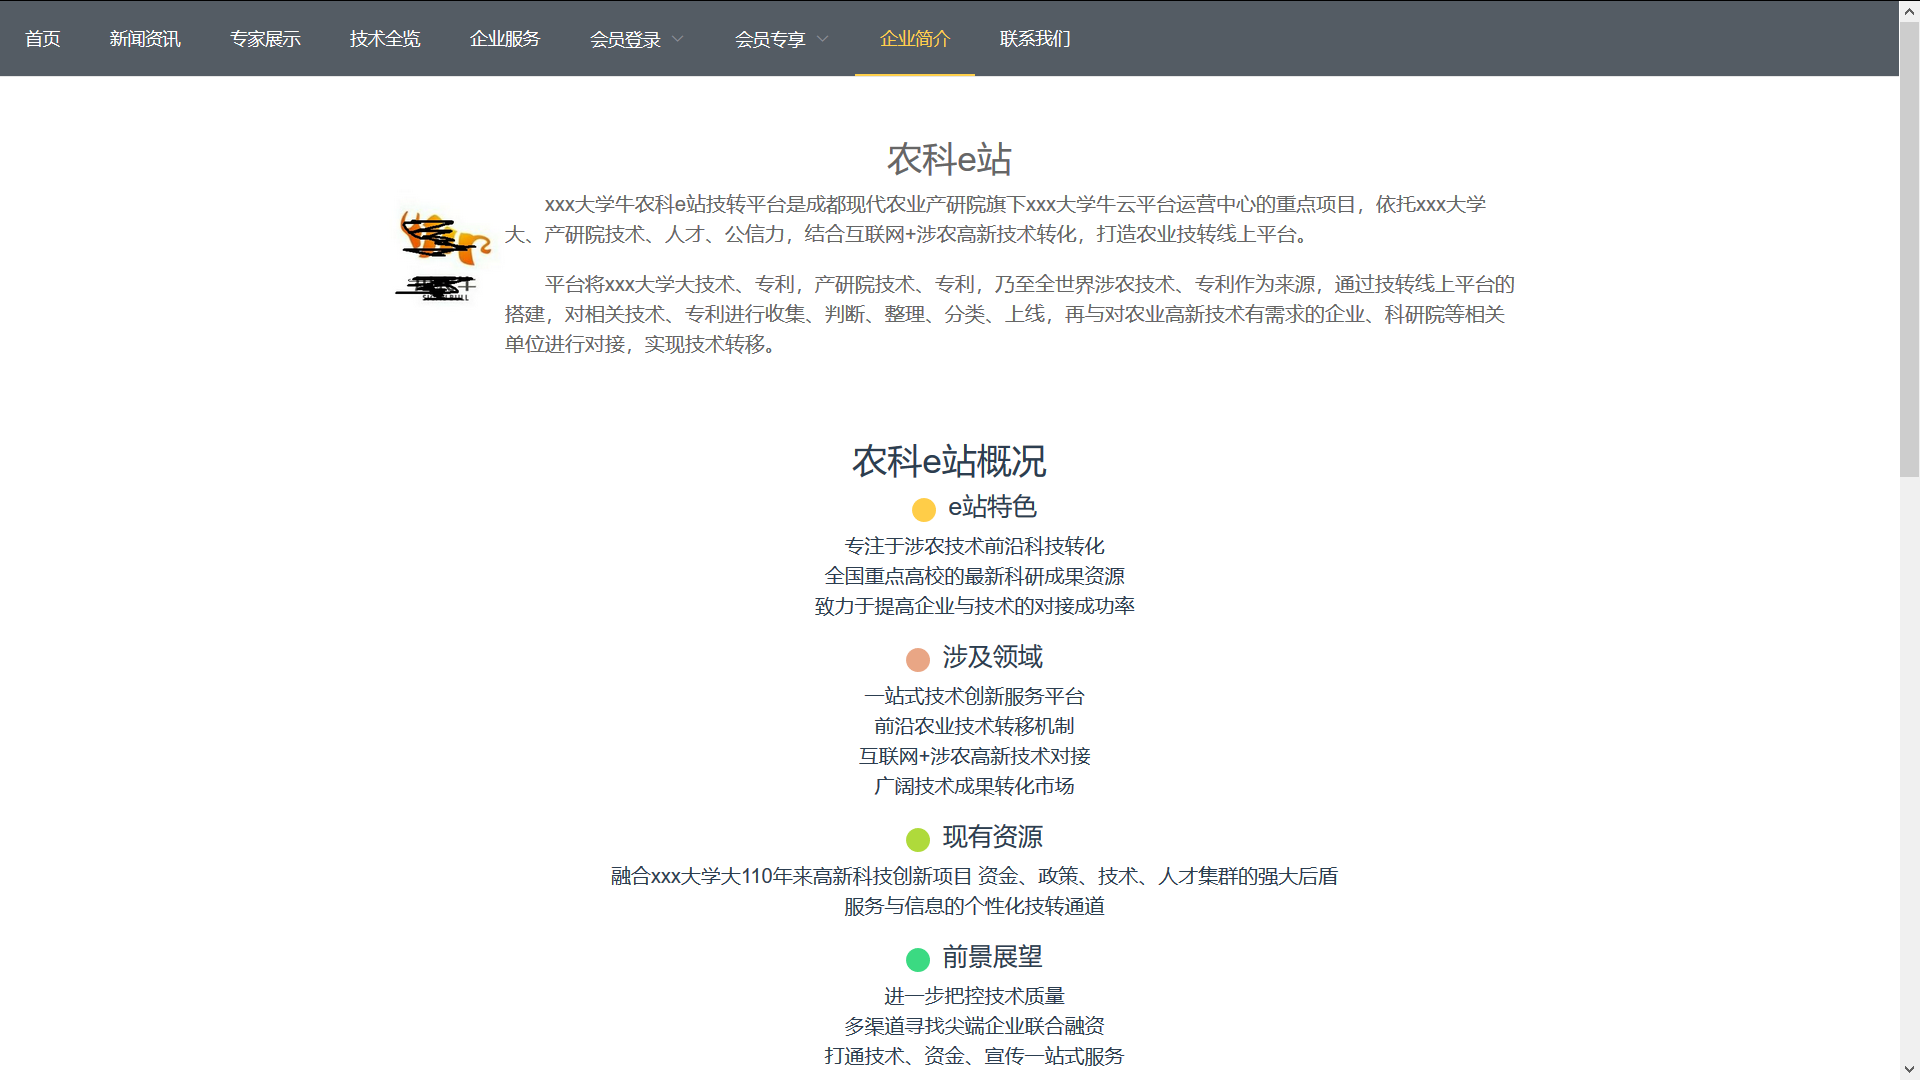 首页 新闻资讯 专家展示 技术全览 企业服务 会员登录 会员专享 企业简介 联系我们
农科e站
xxx大学牛农科e站技转平台是成都现代农业产研院旗下xxx大学牛云平台运营中心的重点项目，依托xxx大学
大、产研院技术、人才、公信力，结合互联网+涉农高新技术转化，打造农业技转线上平台。
平台将xxx大学大技术、专利，产研院技术、专利，乃至全世界涉农技术、专利作为来源，通过技转线上平台的
搭建，对相关技术、专利进行收集、判断、整理、分类、上线，再与对农业高新技术有需求的企业、科研院等相关
单位进行对接，实现技术转移。
农科e站概况
e站特色
专注于涉农技术前沿科技转化
全国重点高校的最新科研成果资源
致力于提高企业与技术的对接成功率
涉及领域
一站式技术创新服务平台
前沿农业技术转移机制
互联网+涉农高新技术对接
广阔技术成果转化市场
现有资源
融合xxx大学大110年来高新科技创新项目 资金、政策、技术、人才集群的强大后盾
服务与信息的个性化技转通道
前景展望
进一步把控技术质量
多渠道寻找尖端企业联合融资
打通技术、资金、宣传一站式服务